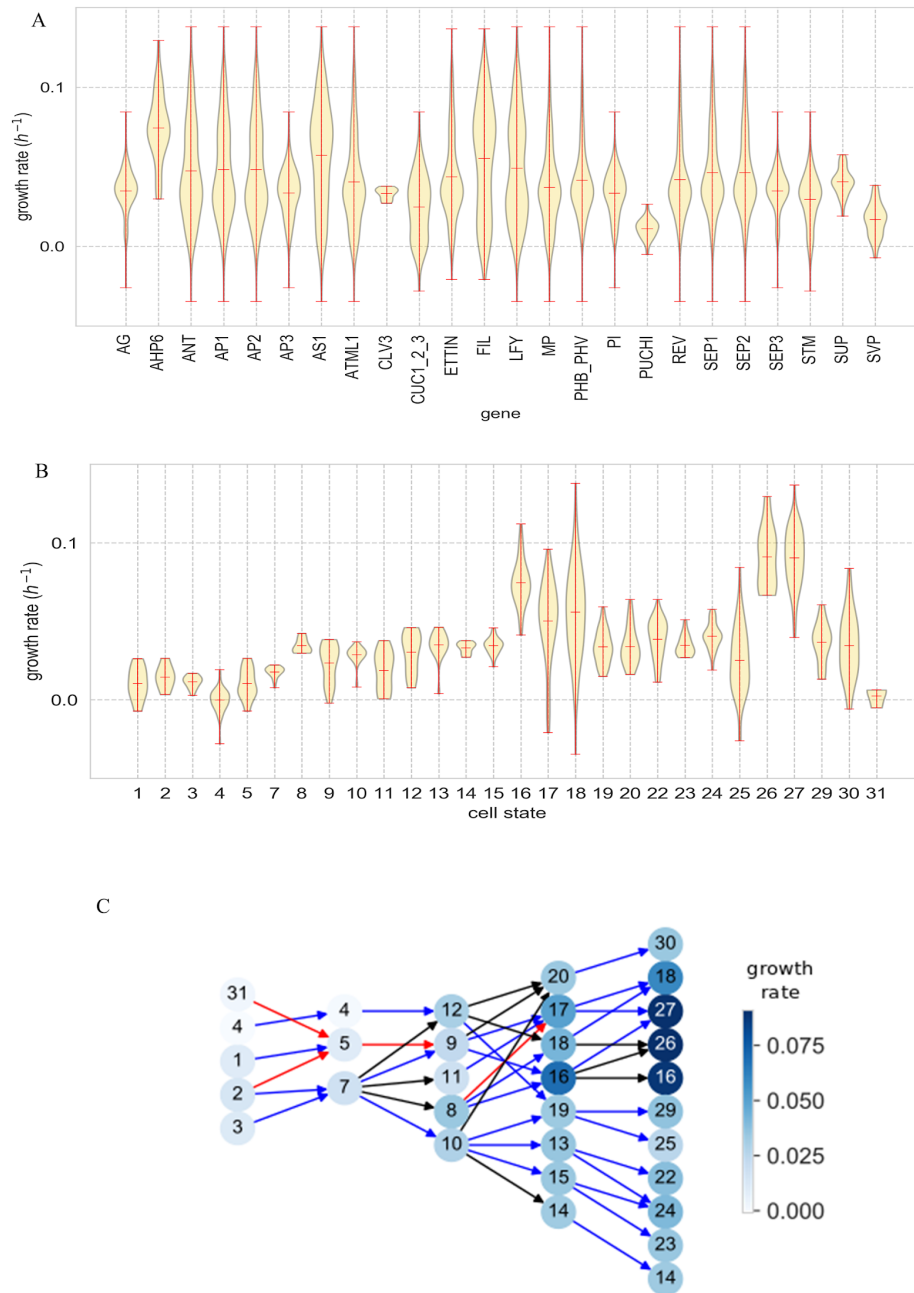 A
growth rate (h⁻¹)
0.1
0.0
AG AHP6 ANT AP1 AP2 AP3 AS1 ATML1 CLV3 CUC1_2_3 ETTIN FIL LFY MP PHB_PHV PI PUCHI REV SEP1 SEP2 SEP3 STM SUP SVP
gene
B
growth rate (h⁻¹)
0.1
0.0
1 2 3 4 5 7 8 9 10 11 12 13 14 15 16 17 18 19 20 22 23 24 25 26 27 29 30 31
cell state
C
30
20 18
31 4 12 17 27
4 5 9 18 26
1 7 11 16 16
2 8 19 29
3 10 13 25
15 22
14 24
23
14
growth
rate
0.075
0.050
0.025
0.000